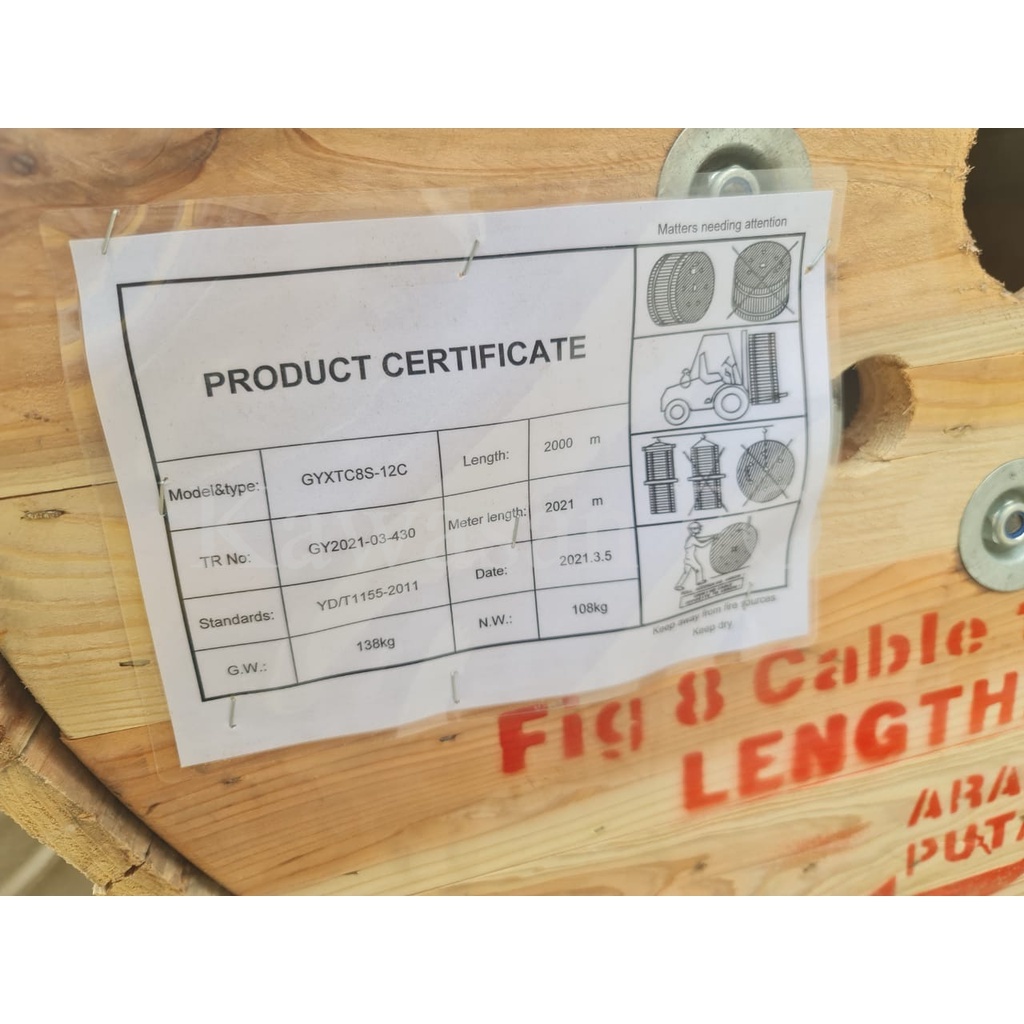 Matters needing attention
PRODUCT CERTIFICATE
Model&type: GYXTC8S-12C Length: 2000 m
TR No: GY2021-03-430 Meter length: 2021 m
Standards: YD/T1155-2011 Date: 2021.3.5
G.W.: 138kg N.W.: 108kg
Keep away from fire sources
Keep dry
Fig 8 Cable
LENGTH
ARA
PUTA